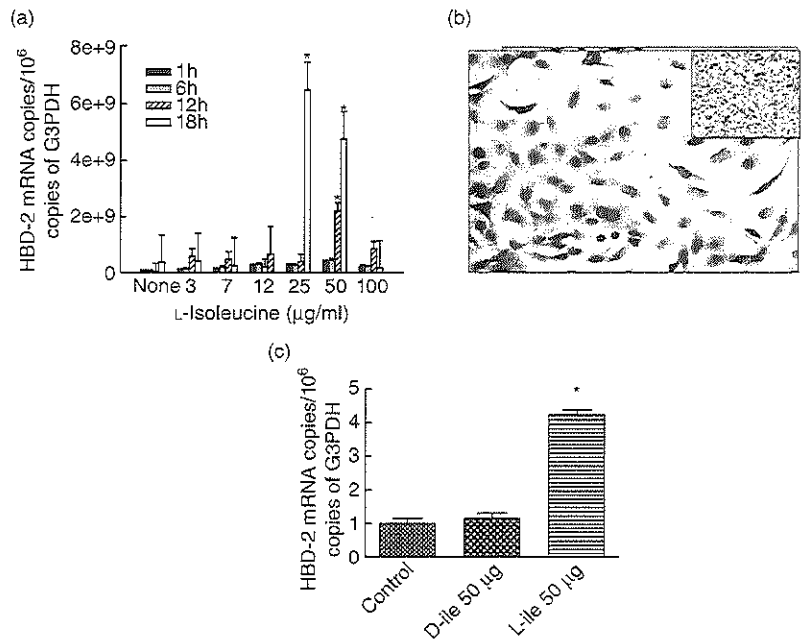 (a)
HBD-2 mRNA copies/10⁶
copies of G3PDH
8e+9
6e+9
4e+9
2e+9
0
1h
6h
12h
18h
*
*
*
None 3 7 12 25 50 100
L-Isoleucine (µg/ml)
(b)
(c)
HBD-2 mRNA copies/10⁶
copies of G3PDH
5
4
3
2
1
0
*
Control
D-ile 50 µg
L-ile 50 µg